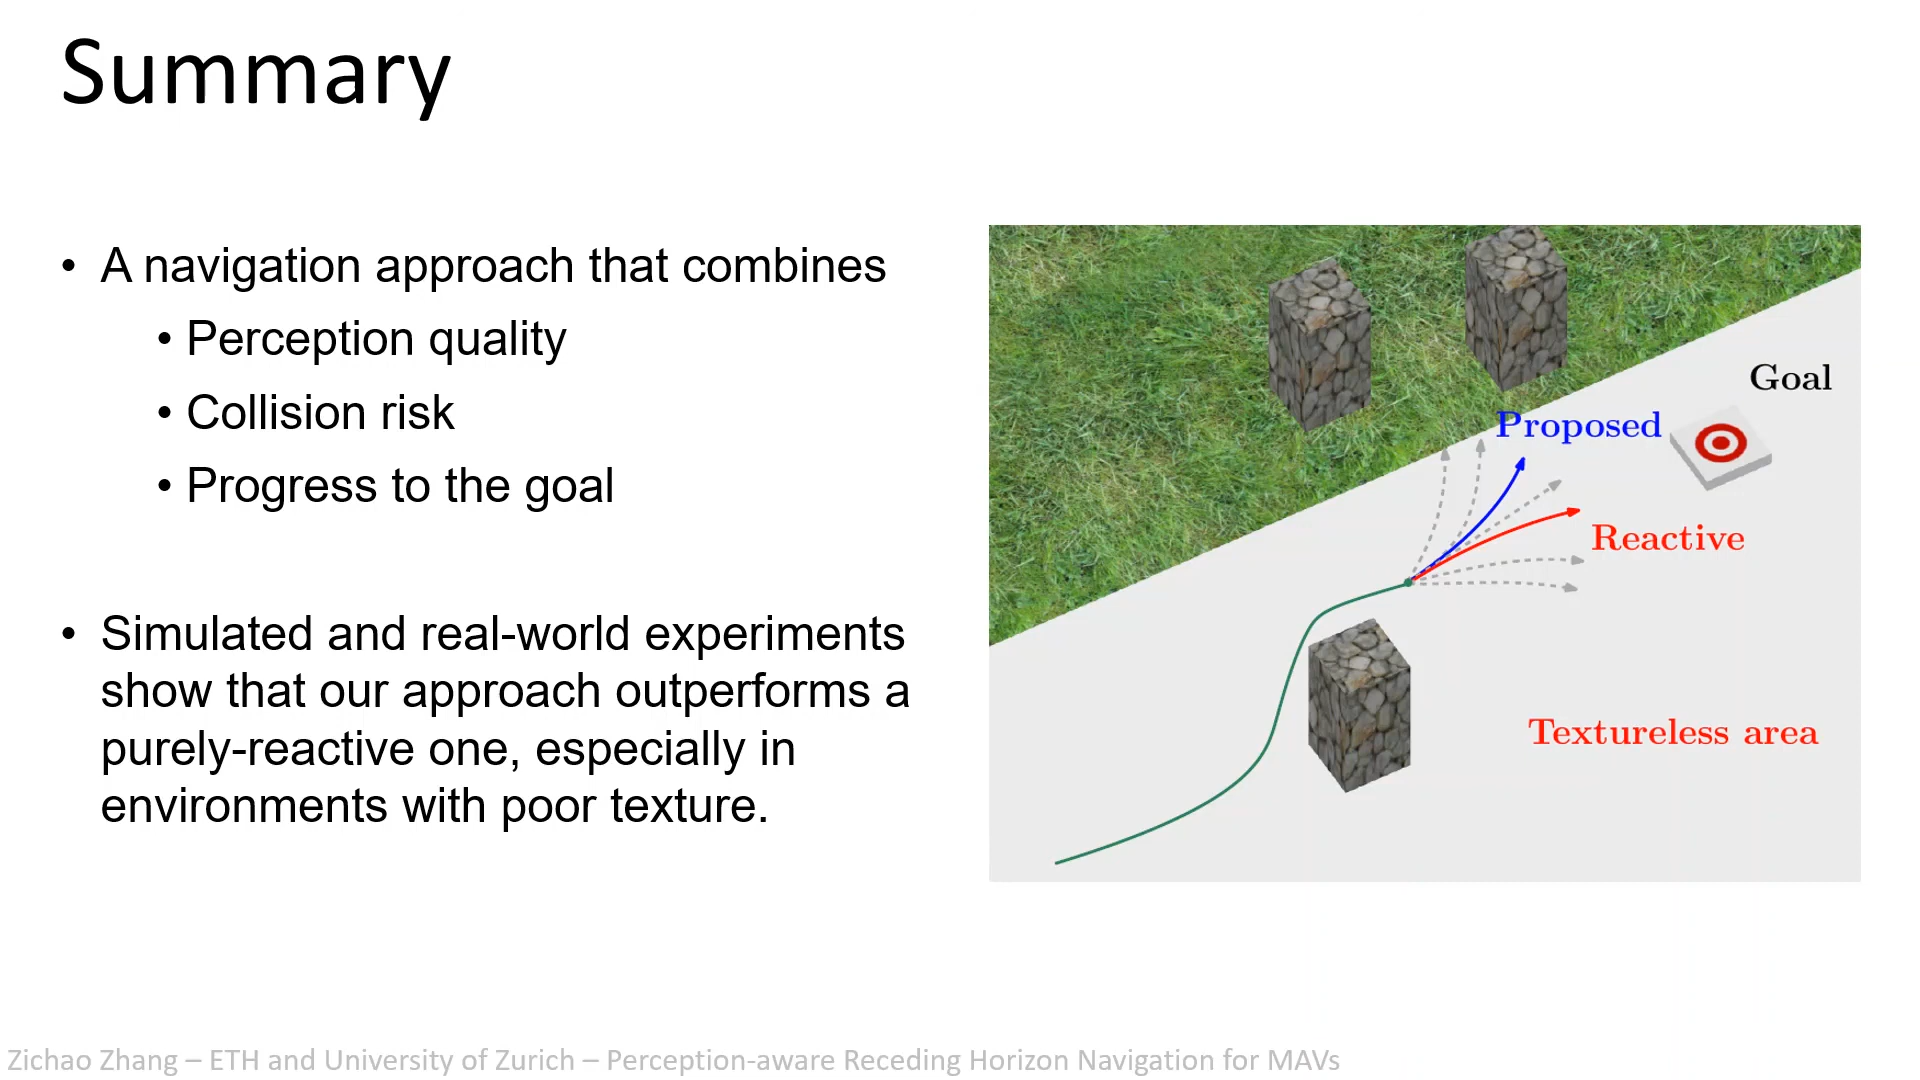 Summary
• A navigation approach that combines
• Perception quality
• Collision risk
• Progress to the goal
• Simulated and real-world experiments
show that our approach outperforms a
purely-reactive one, especially in
environments with poor texture.
Goal
Proposed
Reactive
Textureless area
Zichao Zhang – ETH and University of Zurich – Perception-aware Receding Horizon Navigation for MAVs